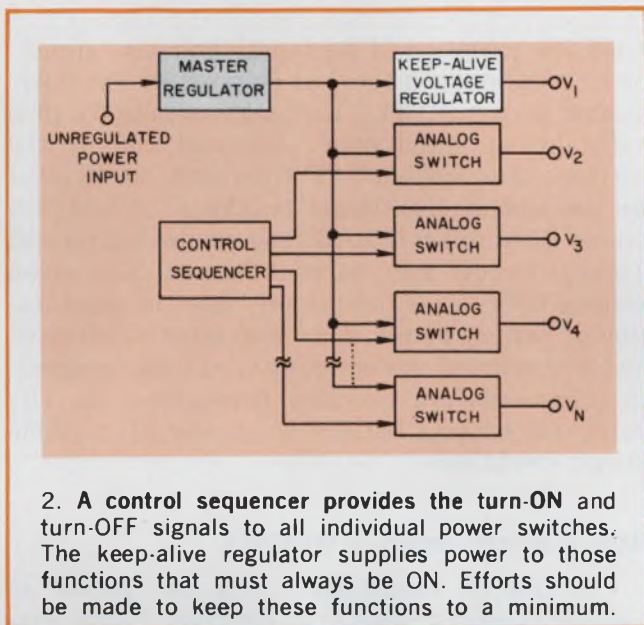 MASTER
REGULATOR
KEEP-ALIVE
VOLTAGE
REGULATOR
V1
UNREGULATED
POWER
INPUT
ANALOG
SWITCH
V2
CONTROL
SEQUENCER
ANALOG
SWITCH
V3
ANALOG
SWITCH
V4
ANALOG
SWITCH
VN
2. A control sequencer provides the turn-ON and
turn-OFF signals to all individual power switches.
The keep-alive regulator supplies power to those
functions that must always be ON. Efforts should
be made to keep these functions to a minimum.